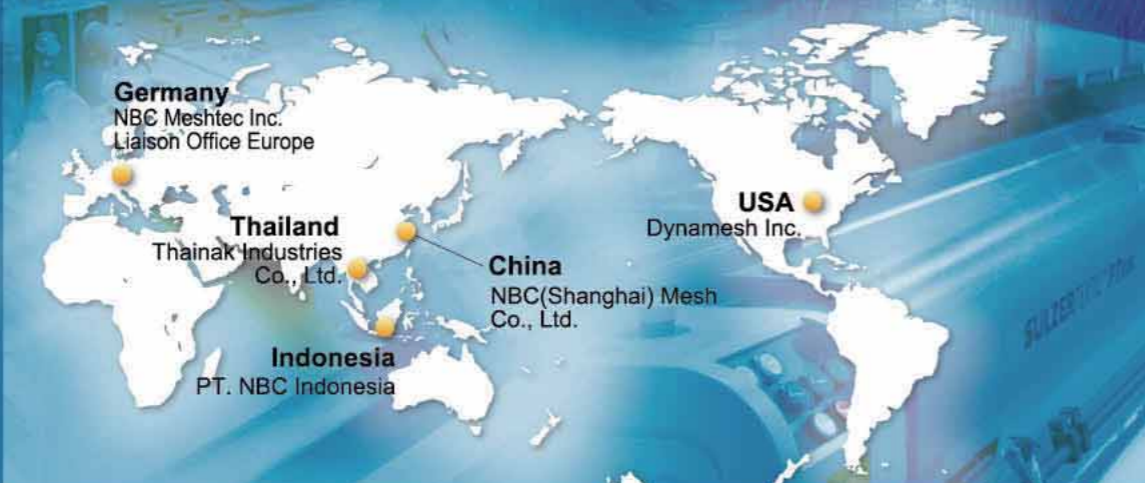 Germany
NBC Meshtec Inc.
Liaison Office Europe
Thailand
Thainak Industries
Co., Ltd.
China
NBC(Shanghai) Mesh
Co., Ltd.
Indonesia
PT. NBC Indonesia
USA
Dynamesh Inc.
SULZER